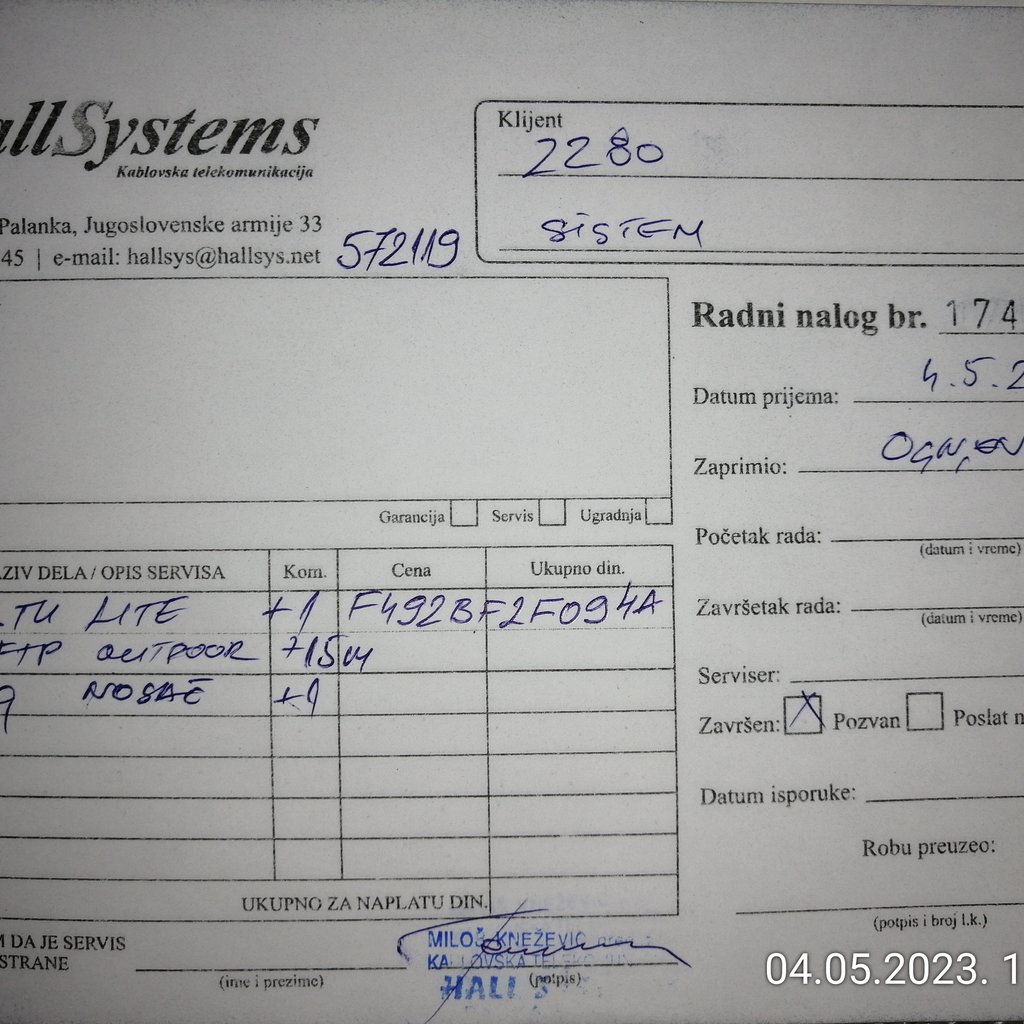 allSystems
Kablovska telekomunikacija
Palanka, Jugoslovenske armije 33
45 | e-mail: hallsys@hallsys.net
572119
Klijent
2280
SISTEM
Radni nalog br. 174
Datum prijema: 4.5.2
Zaprimio: OGNJEN
Garancija Servis Ugradnja
Početak rada:
(datum i vreme)
ZIV DELA / OPIS SERVISA Kom. Cena Ukupno din.
LTU LITE +1 F492BF2F094A
Završetak rada:
(datum i vreme)
FTP OUTDOOR +15m
Serviser:
NOSAČ +1
Završen: X Pozvan Poslat
Datum isporuke:
Robu preuzeo:
UKUPNO ZA NAPLATU DIN.
(potpis i broj l.k.)
M DA JE SERVIS
STRANE
(ime i prezime)
MILOŠ KNEŽEVIĆ
KABLOVSKA
HALL
(potpis)
04.05.2023. 1